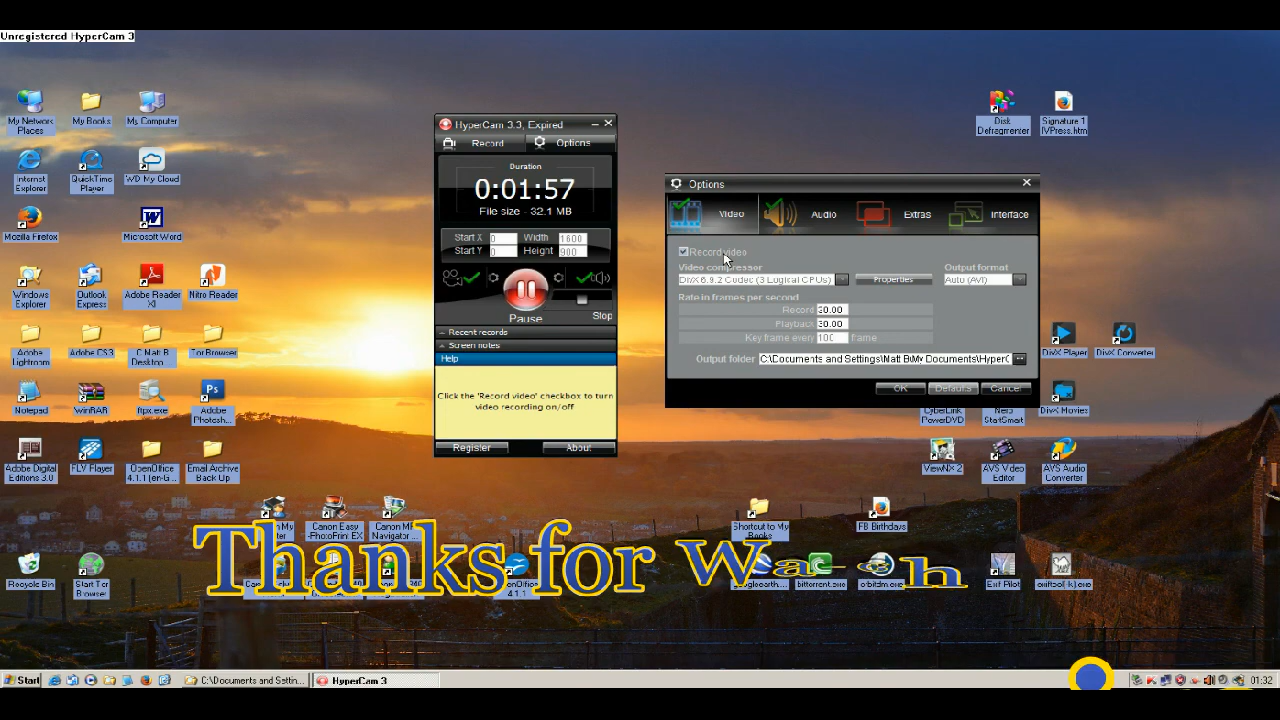 Unregistered HyperCam 3
My Network Places
My Books
My Computer
Disk Defragmenter
Signature 1 IVPress.htm
Internet Explorer
QuickTime Player
WD My Cloud
Mozilla Firefox
Microsoft Word
Windows Explorer
Outlook Express
Adobe Reader XI
Nitro Reader
Adobe Lightroom
Adobe CS3
C Matt B Desktop
Tor Browser
Notepad
WinRAR
ftpx.exe
Adobe Photosh...
Adobe Digital Editions 3.0
FLV Player
OpenOffice 4.1.1 (en-G...
Email Archive Back Up
Canon Easy -PhotoPrint EX
Canon MP Navigator ...
Recycle Bin
Start Tor Browser
HyperCam 3.3, Expired
Record
Options
Duration
0:01:57
File size - 32.1 MB
Start X 0 Width 1600
Start Y 0 Height 900
Pause
Stop
Recent records
Screen notes
Help
Click the 'Record video' checkbox to turn
video recording on/off
Register
About
Options
Video
Audio
Extras
Interface
Record video
Video compressor
Output format
DivX 6.9.2 Codec (3 Logical CPUs)
Properties
Auto (AVI)
Rate in frames per second
Record 30.00
Playback 30.00
Key frame every 100 frame
Output folder C:\Documents and Settings\Matt B\My Documents\HyperC
OK
Defaults
Cancel
DivX Player
DivX Converter
CyberLink PowerDVD
Nero StartSmart
DivX Movies
ViewNX 2
AVS Video Editor
AVS Audio Converter
Shortcut to My Books
FB Birthdays
bittorrent.exe
orbitdm.exe
Exit Pilot
exiftool(-k).exe
4.1.1
Thanks for
Start
C:\Documents and Settin...
HyperCam 3
01:32